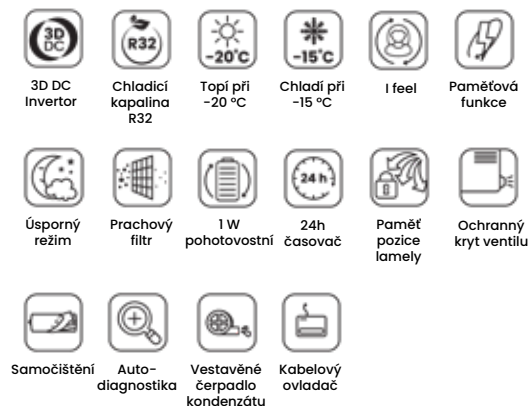 3D
DC
R32
-20°C
-15°C
3D DC
Invertor
Chladicí
kapalina
R32
Topí při
-20 °C
Chladí při
-15 °C
I feel
Paměťová
funkce
24 h
Úsporný
režim
Prachový
filtr
1 W
pohotovostní
24h
časovač
Paměť
pozice
lamely
Ochranný
kryt ventilu
Samočištění
Auto-
diagnostika
Vestavěné
čerpadlo
kondenzátu
Kabelový
ovladač